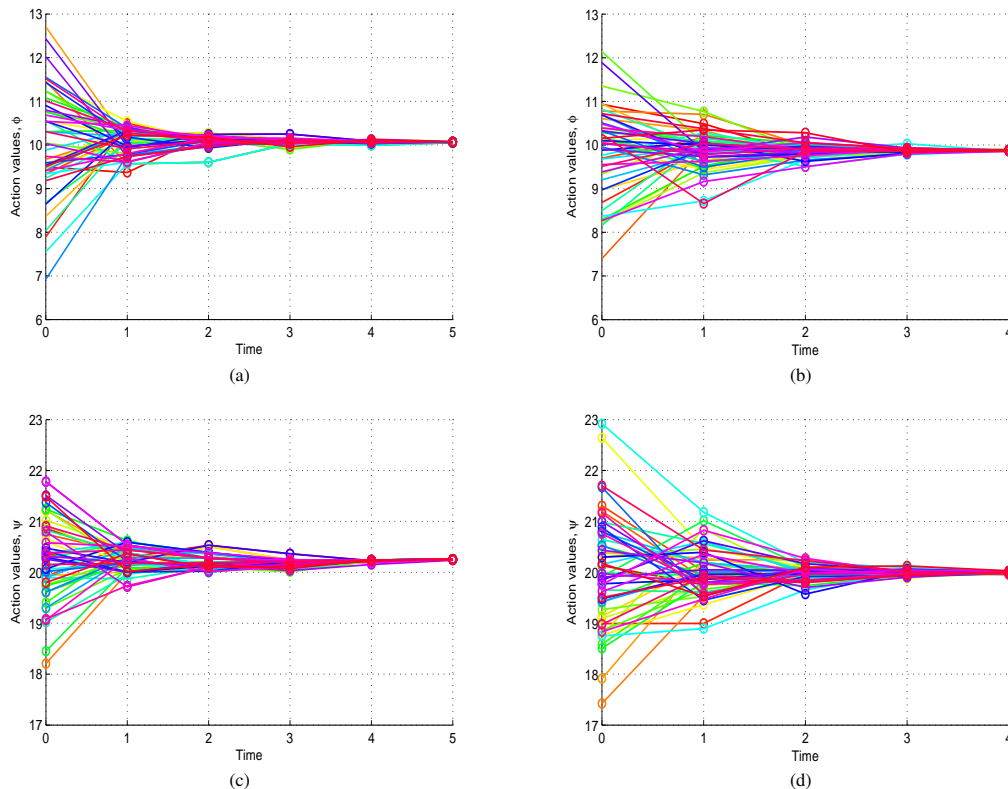 13
12
11
10
9
8
7
6
Action values, ϕ
0 1 2 3 4 5
Time
(a)
13
12
11
10
9
8
7
6
Action values, ϕ
0 1 2 3 4
Time
(b)
23
22
21
20
19
18
17
Action values, ψ
0 1 2 3 4 5
Time
(c)
23
22
21
20
19
18
17
Action values, ψ
0 1 2 3 4
Time
(d)